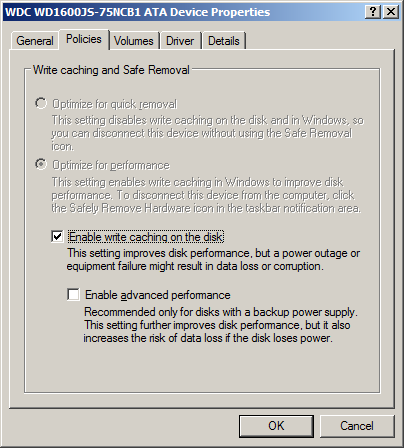 WDC WD1600JS-75NCB1 ATA Device Properties
General Policies Volumes Driver Details
Write caching and Safe Removal
Optimize for quick removal
This setting disables write caching on the disk and in Windows, so
you can disconnect this device without using the Safe Removal
icon.
Optimize for performance
This setting enables write caching in Windows to improve disk
performance. To disconnect this device from the computer, click
the Safely Remove Hardware icon in the taskbar notification area.
Enable write caching on the disk
This setting improves disk performance, but a power outage or
equipment failure might result in data loss or corruption.
Enable advanced performance
Recommended only for disks with a backup power supply.
This setting further improves disk performance, but it also
increases the risk of data loss if the disk loses power.
OK Cancel